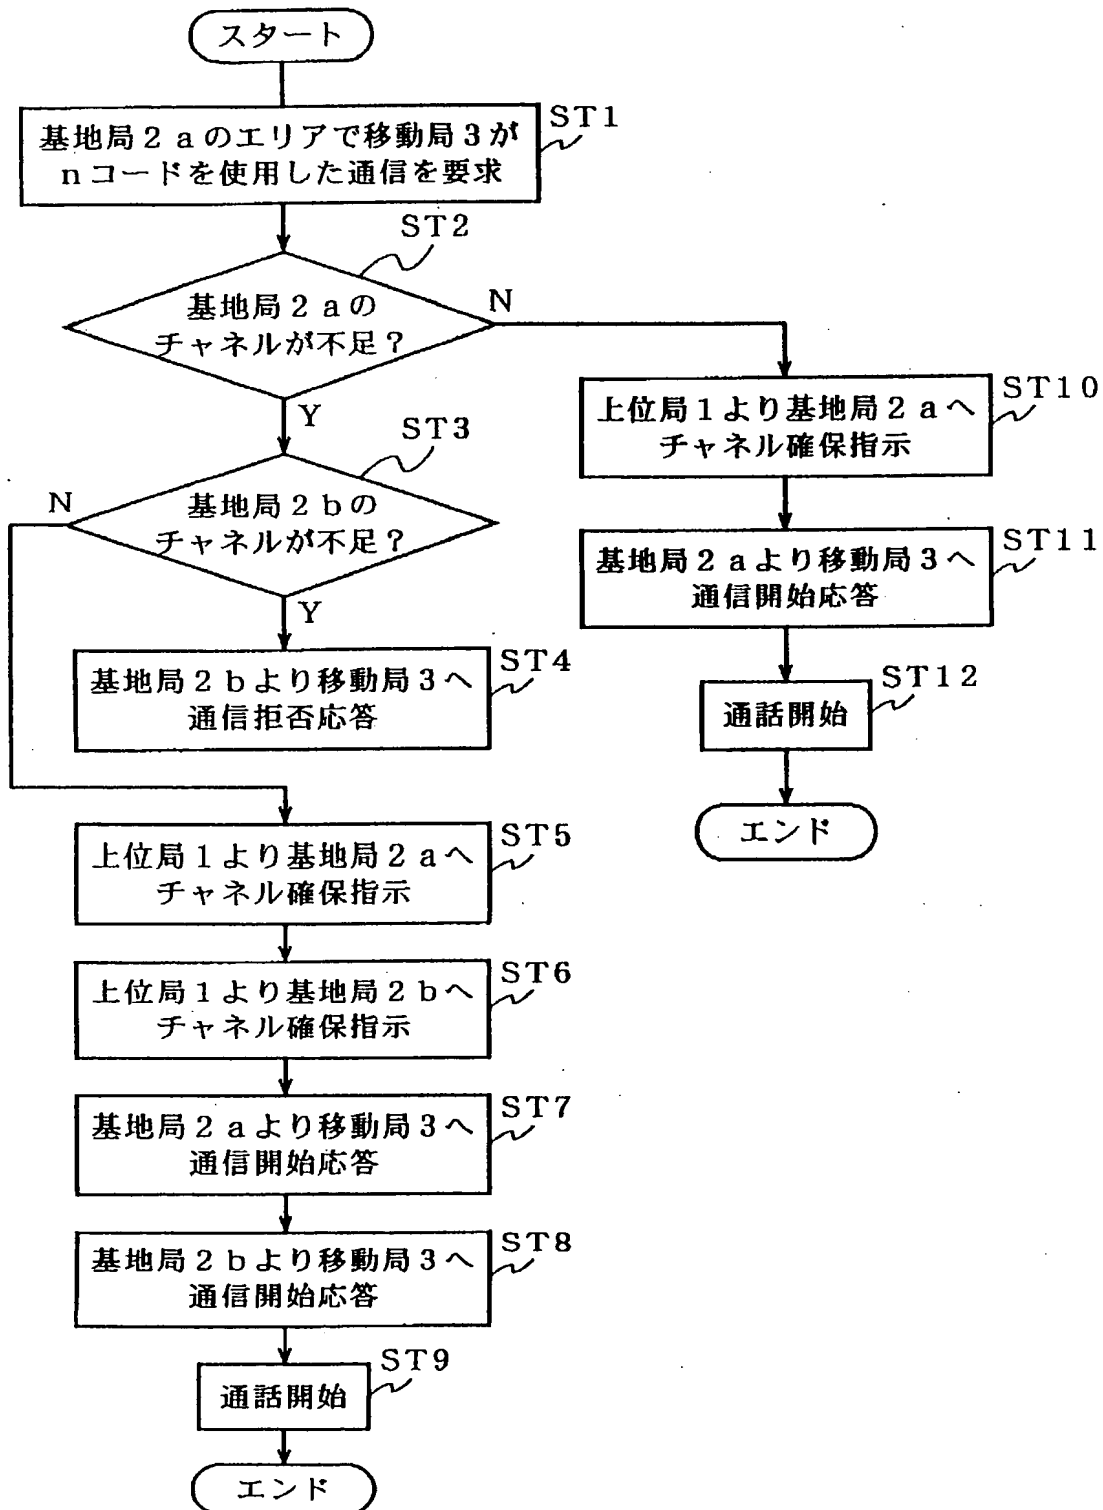 スタート
ST1
基地局2aのエリアで移動局3が
nコードを使用した通信を要求
ST2
基地局2aの
チャネルが不足?
N
Y
ST10
上位局1より基地局2aへ
チャネル確保指示
ST3
基地局2bの
チャネルが不足?
N
Y
ST11
基地局2aより移動局3へ
通信開始応答
ST4
基地局2bより移動局3へ
通信拒否応答
ST12
通話開始
エンド
ST5
上位局1より基地局2aへ
チャネル確保指示
ST6
上位局1より基地局2bへ
チャネル確保指示
ST7
基地局2aより移動局3へ
通信開始応答
ST8
基地局2bより移動局3へ
通信開始応答
ST9
通話開始
エンド